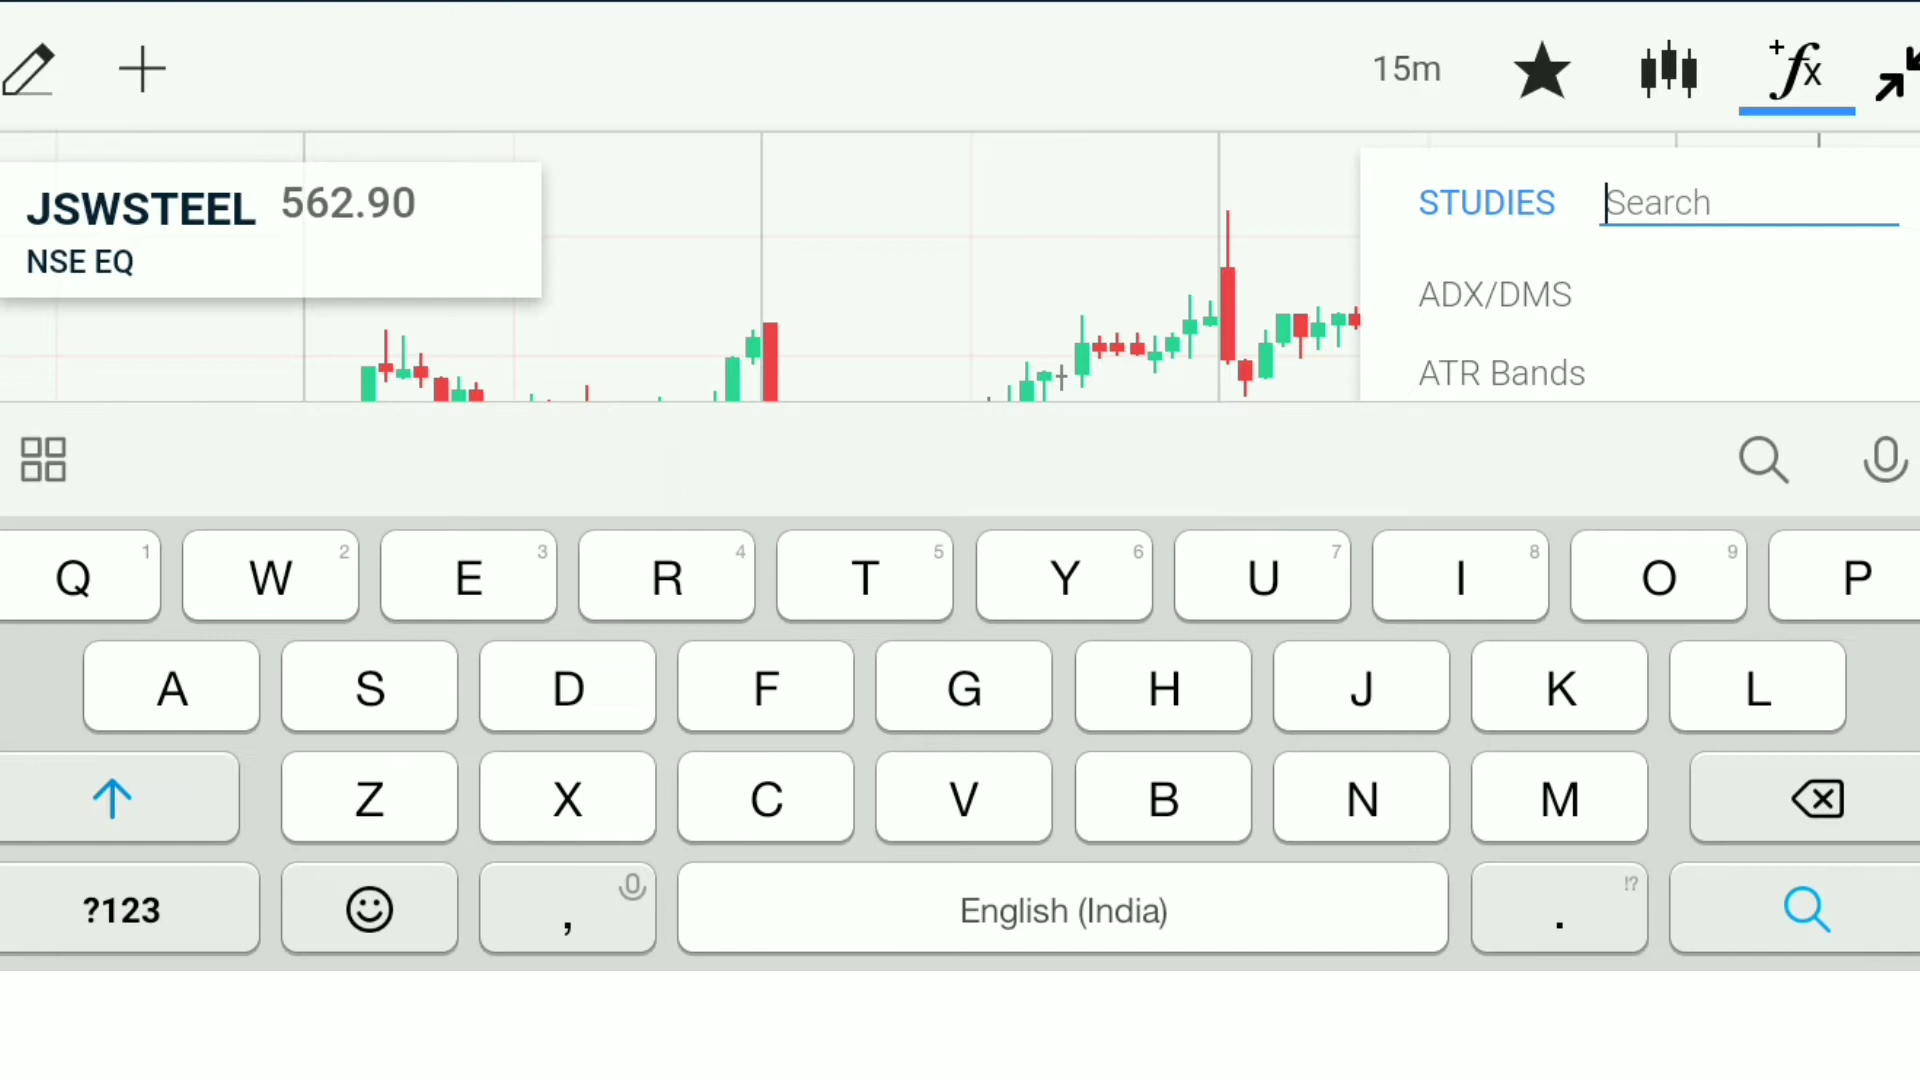 15m
+fx
JSWSTEEL 562.90
NSE EQ
STUDIES Search
ADX/DMS
ATR Bands
Q 1 W 2 E 3 R 4 T 5 Y 6 U 7 I 8 O 9 P
A S D F G H J K L
Z X C V B N M
?123 , English (India) . !?